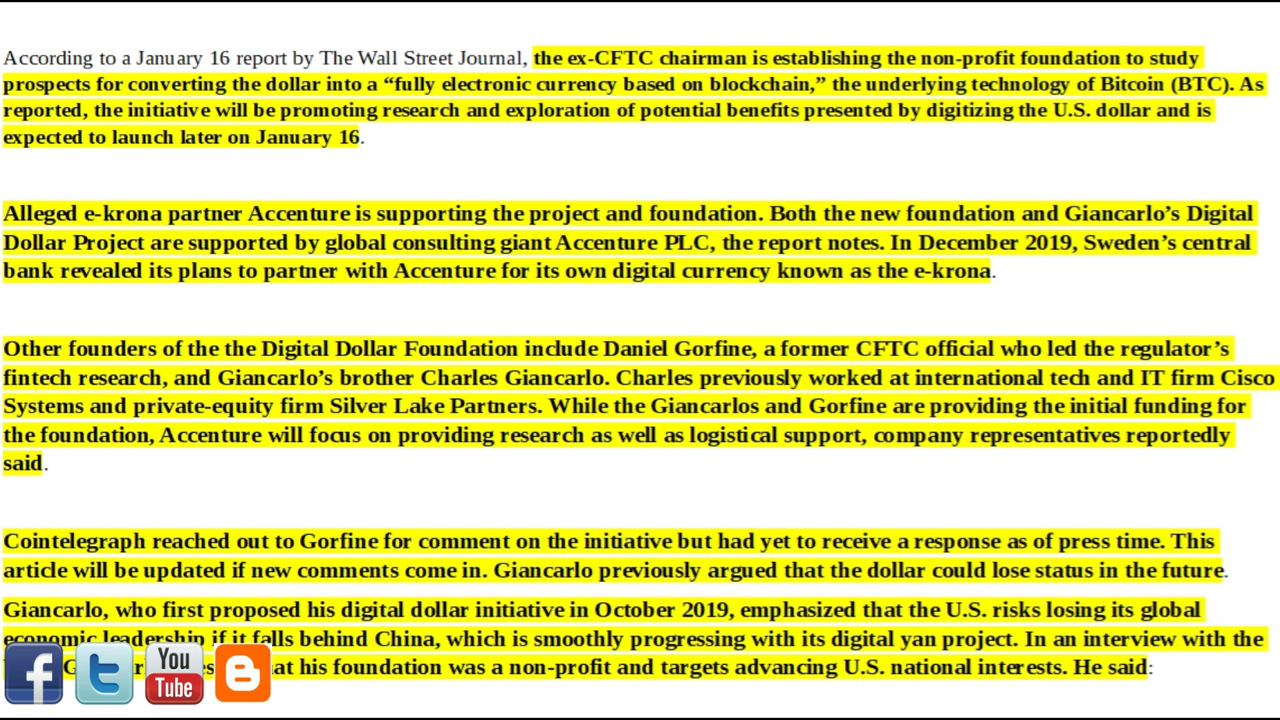 According to a January 16 report by The Wall Street Journal, the ex-CFTC chairman is establishing the non-profit foundation to study
prospects for converting the dollar into a “fully electronic currency based on blockchain,” the underlying technology of Bitcoin (BTC). As
reported, the initiative will be promoting research and exploration of potential benefits presented by digitizing the U.S. dollar and is
expected to launch later on January 16.
Alleged e-krona partner Accenture is supporting the project and foundation. Both the new foundation and Giancarlo’s Digital
Dollar Project are supported by global consulting giant Accenture PLC, the report notes. In December 2019, Sweden’s central
bank revealed its plans to partner with Accenture for its own digital currency known as the e-krona.
Other founders of the the Digital Dollar Foundation include Daniel Gorfine, a former CFTC official who led the regulator’s
fintech research, and Giancarlo’s brother Charles Giancarlo. Charles previously worked at international tech and IT firm Cisco
Systems and private-equity firm Silver Lake Partners. While the Giancarlos and Gorfine are providing the initial funding for
the foundation, Accenture will focus on providing research as well as logistical support, company representatives reportedly
said.
Cointelegraph reached out to Gorfine for comment on the initiative but had yet to receive a response as of press time. This
article will be updated if new comments come in. Giancarlo previously argued that the dollar could lose status in the future.
Giancarlo, who first proposed his digital dollar initiative in October 2019, emphasized that the U.S. risks losing its global
economic leadership if it falls behind China, which is smoothly progressing with its digital yan project. In an interview with the
his foundation was a non-profit and targets advancing U.S. national interests. He said:
You
Tube